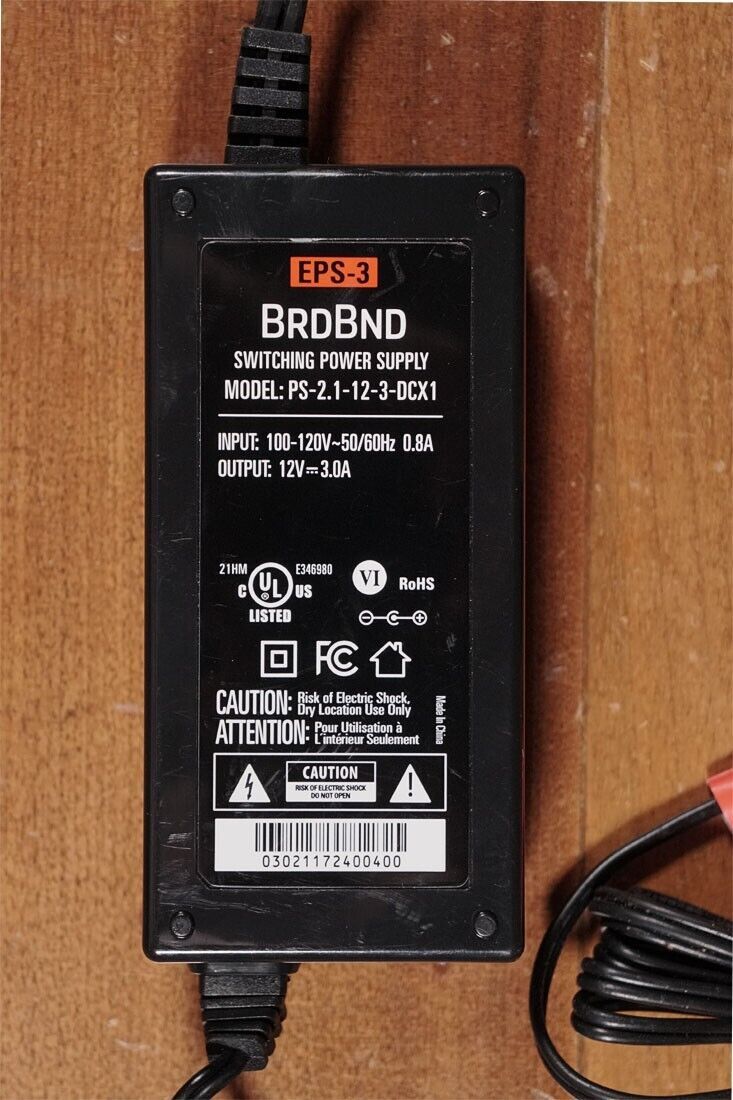 EPS-3
BRDBND
SWITCHING POWER SUPPLY
MODEL: PS-2.1-12-3-DCX1
INPUT: 100-120V~50/60Hz 0.8A
OUTPUT: 12V⎓3.0A
21HM E346980
C UL US
®
LISTED
VI RoHS
FC
CAUTION: Risk of Electric Shock,
Dry Location Use Only
ATTENTION: Pour Utilisation à
L'intérieur Seulement
Made In China
CAUTION
RISK OF ELECTRIC SHOCK
DO NOT OPEN
03021172400400